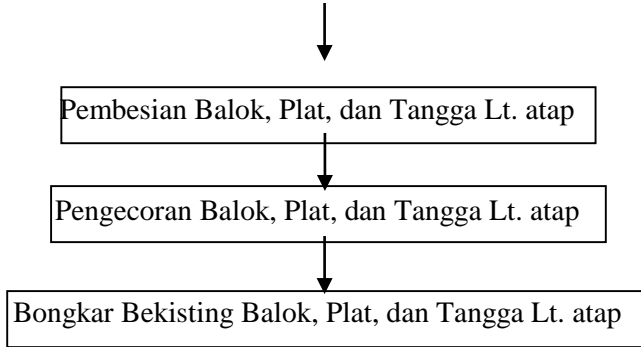 Pembesian Balok, Plat, dan Tangga Lt. atap
Pengecoran Balok, Plat, dan Tangga Lt. atap
Bongkar Bekisting Balok, Plat, dan Tangga Lt. atap